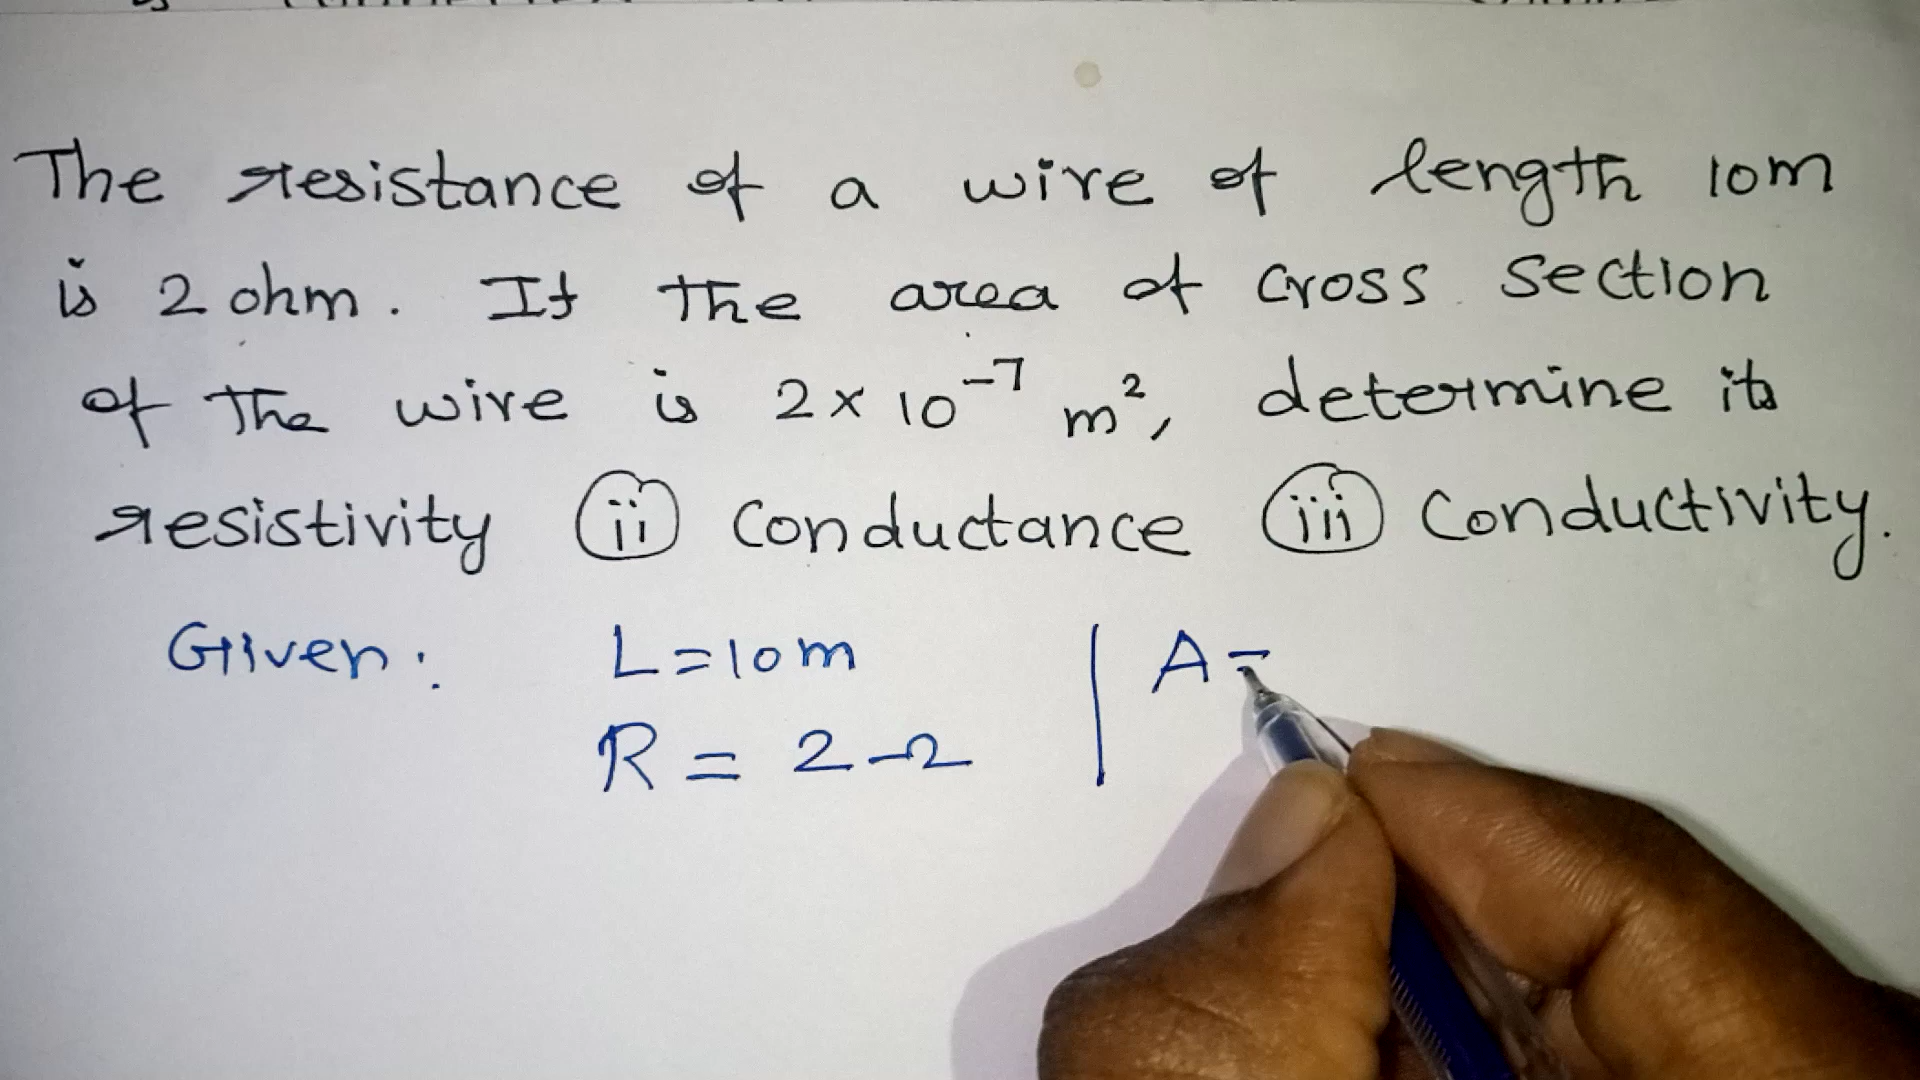 The resistance of a wire of length 10m
is 2 ohm. If the area of cross section
of the wire is 2 × 10⁻⁷ m², determine its
resistivity (ii) conductance (iii) conductivity.
Given: L = 10m | A =
R = 2 Ω